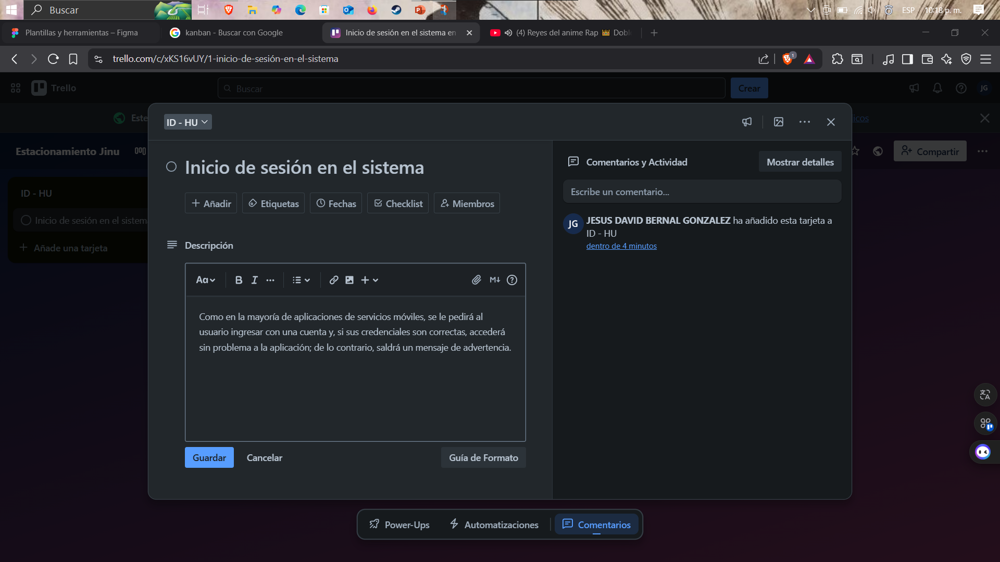 Buscar
ESP
10:18 p. m.
Plantillas y herramientas – Figma
kanban - Buscar con Google
Inicio de sesión en el sistema en
(4) Reyes del anime Rap 👑 Dobl
trello.com/c/xKS16vUY/1-inicio-de-sesión-en-el-sistema
1
Trello
Buscar
Crear
JG
Este
icos
ID - HU
Estacionamiento Jinu
Compartir
Inicio de sesión en el sistema
Comentarios y Actividad
Mostrar detalles
Escribe un comentario...
ID - HU
Inicio de sesión en el sistema
Añade una tarjeta
Añadir
Etiquetas
Fechas
Checklist
Miembros
JG
JESUS DAVID BERNAL GONZALEZ ha añadido esta tarjeta a
ID - HU
dentro de 4 minutos
Descripción
Aa
B
I
M↓
Como en la mayoría de aplicaciones de servicios móviles, se le pedirá al
usuario ingresar con una cuenta y, si sus credenciales son correctas, accederá
sin problema a la aplicación; de lo contrario, saldrá un mensaje de advertencia.
Guardar
Cancelar
Guía de Formato
Power-Ups
Automatizaciones
Comentarios